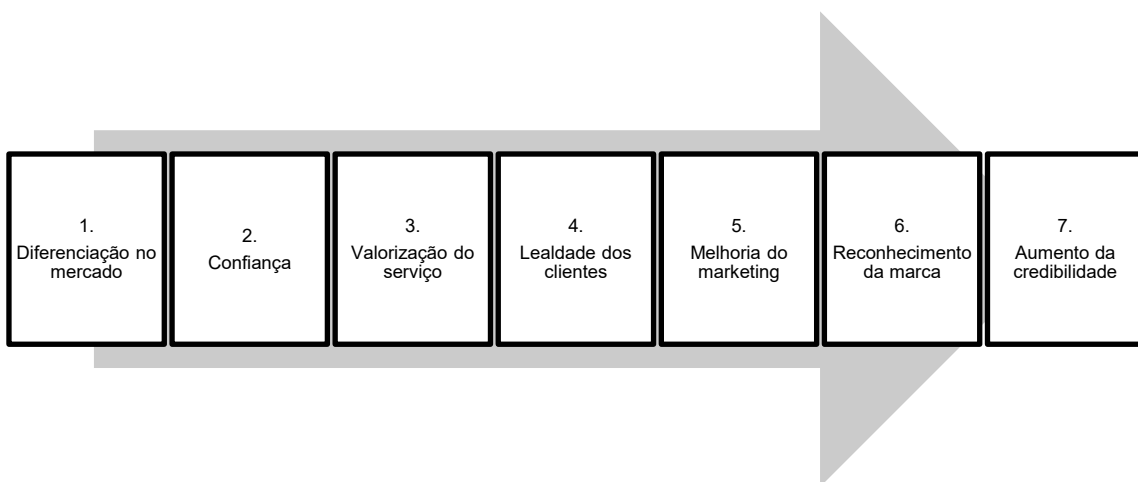 1.
Diferenciação no
mercado
2.
Confiança
3.
Valorização do
serviço
4.
Lealdade dos
clientes
5.
Melhoria do
marketing
6.
Reconhecimento
da marca
7.
Aumento da
credibilidade